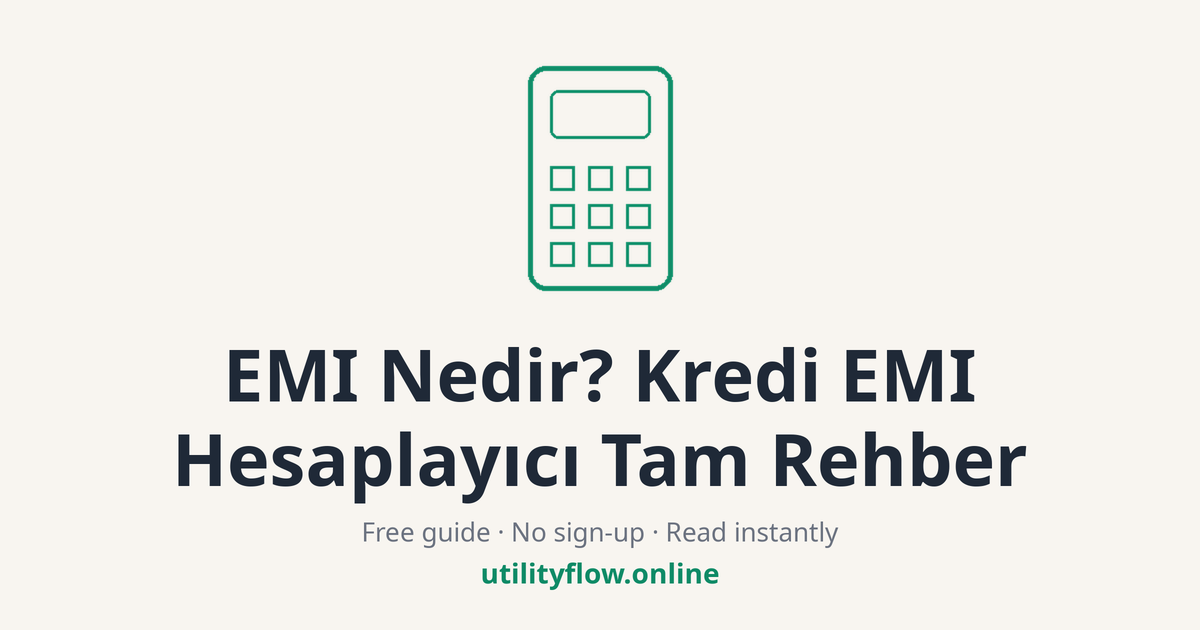 EMI Nedir? Kredi EMI
Hesaplayıcı Tam Rehber
Free guide · No sign-up · Read instantly
utilityflow.online